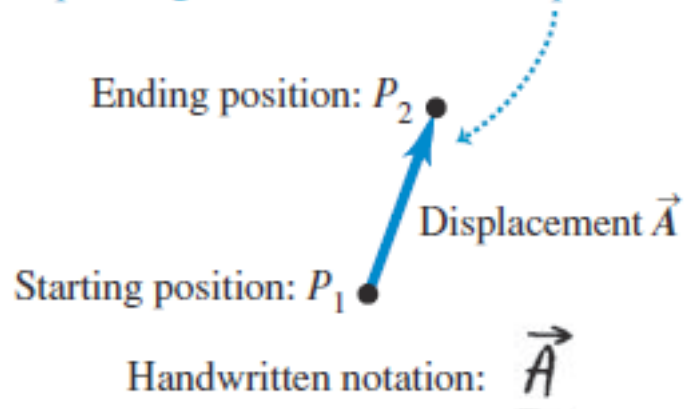 Ending position: P₂
Displacement A⃗
Starting position: P₁
Handwritten notation: A⃗